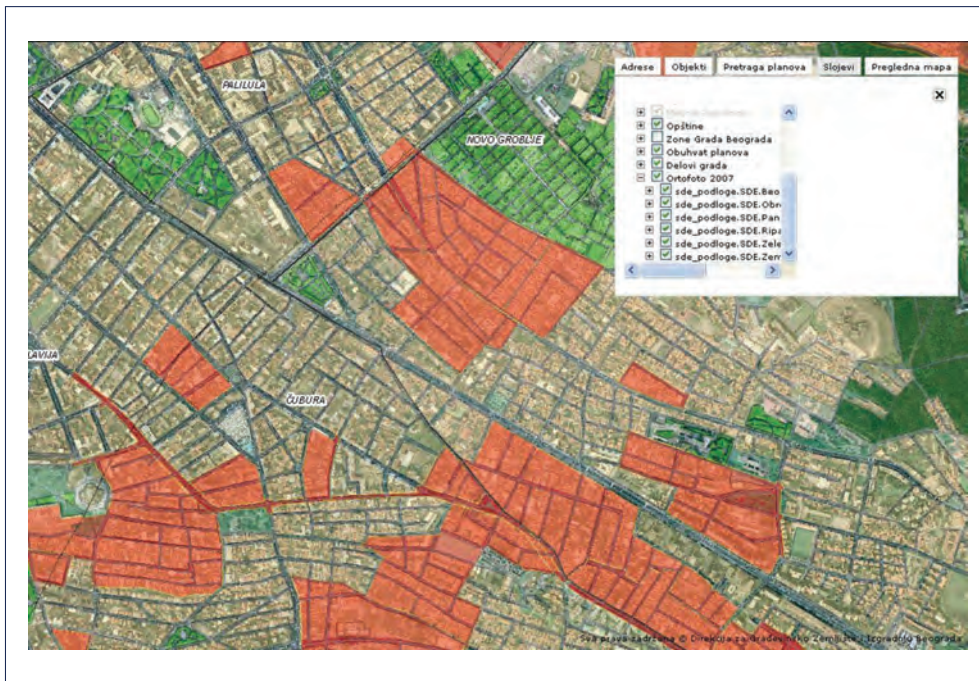 PALILULA
NOVO GROBLJE
LAVIJA
ČUBURA
Adrese Objekti Pretraga planova Slojevi Pregledna mapa
Opštine
Zone Grada Beograda
Obuhvat planova
Delovi grada
Ortofoto 2007
sde_podloge.SDE.Beo
sde_podloge.SDE.Obr
sde_podloge.SDE.Pan
sde_podloge.SDE.Ripa
sde_podloge.SDE.Zele
sde_podloge.SDE.Zem
Sva prava zadržana © Direkcija za građevinsko Zemljište i Izgradnju Beograda